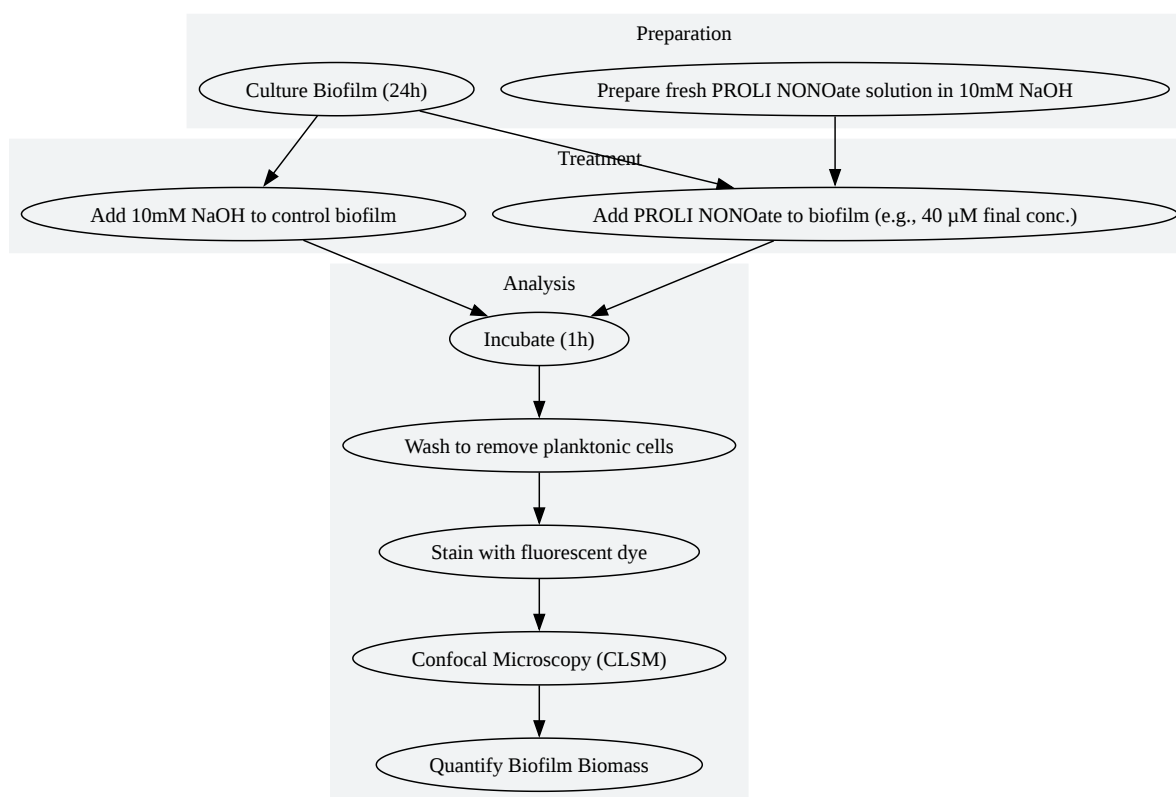 Preparation
Culture Biofilm (24h)
Prepare fresh PROLI NONOate solution in 10mM NaOH
Treatment
Add 10mM NaOH to control biofilm
Add PROLI NONOate to biofilm (e.g., 40 µM final conc.)
Analysis
Incubate (1h)
Wash to remove planktonic cells
Stain with fluorescent dye
Confocal Microscopy (CLSM)
Quantify Biofilm Biomass